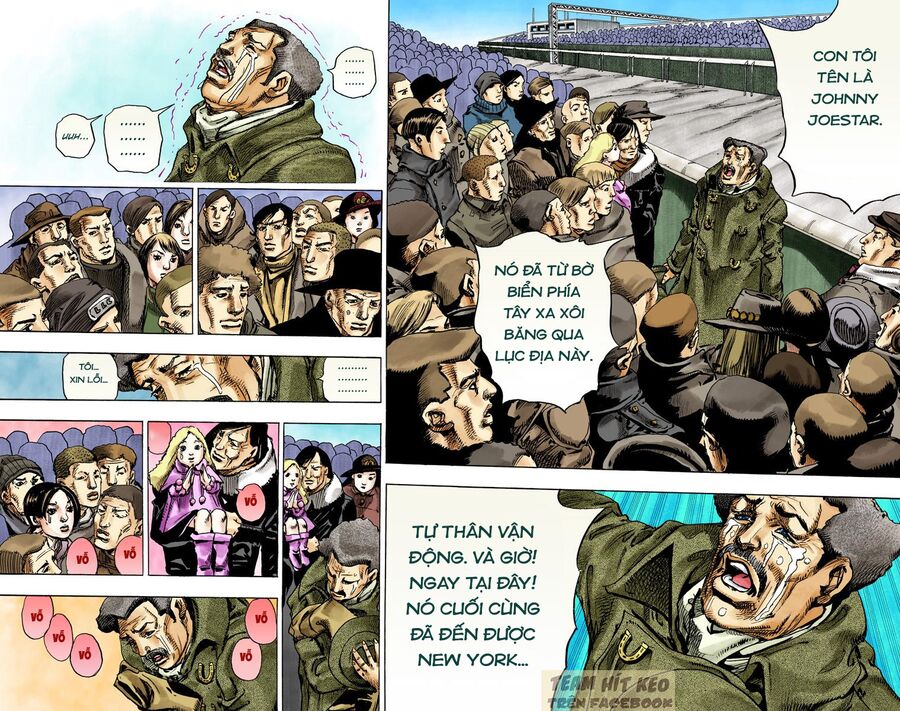 CON TÔI
TÊN LÀ
JOHNNY
JOESTAR.
NÓ ĐÃ TỪ BỜ
BIỂN PHÍA
TÂY XA XÔI
BĂNG QUA
LỤC ĐỊA NÀY.
TỰ THÂN VẬN
ĐỘNG. VÀ GIỜ!
NGAY TẠI ĐÂY!
NÓ CUỐI CÙNG
ĐÃ ĐẾN ĐƯỢC
NEW YORK...
TEAM HÍT KEO
TRÊN FACEBOOK
......
......
......
......
UUH...
.........
.........
TÔI...
XIN LỖI...
VỖ
VỖ
VỖ
VỖ
VỖ
VỖ
VỖ
VỖ
VỖ
VỖ